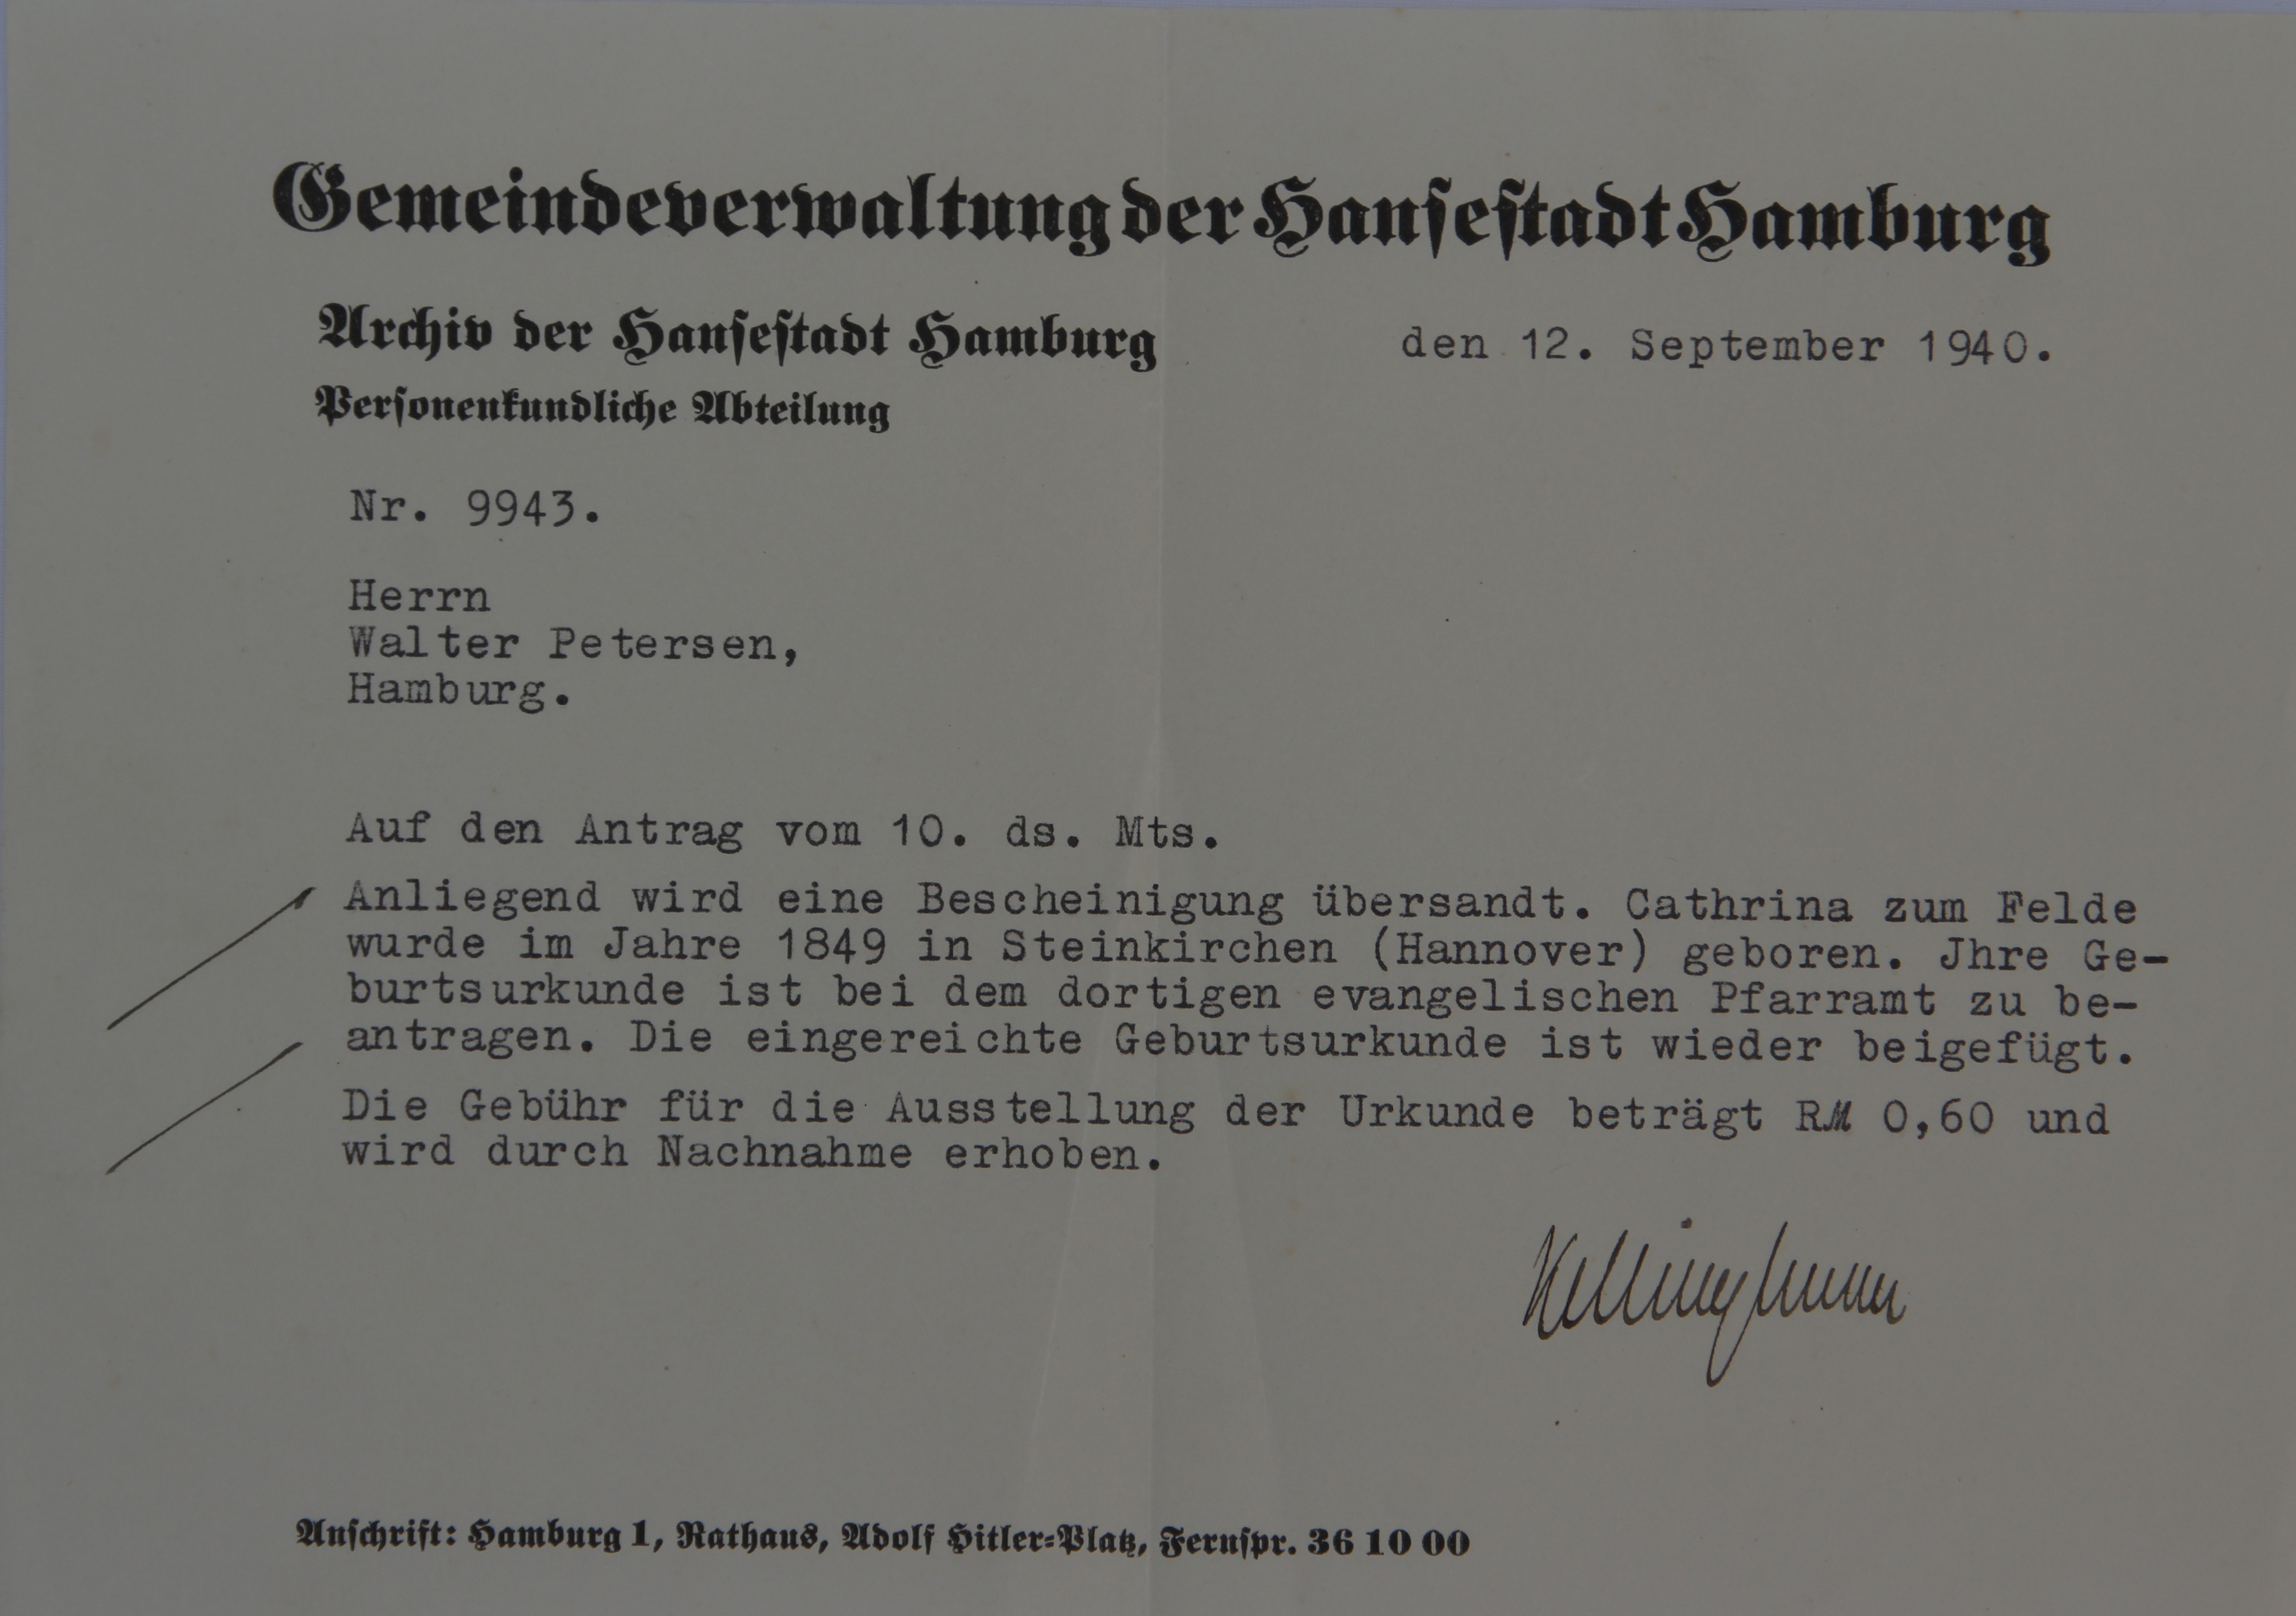 Gemeindeverwaltung der Hansestadt Hamburg
Archiv der Hansestadt Hamburg
den 12. September 1940.
Personenkundliche Abteilung
Nr. 9943.
Herrn
Walter Petersen,
Hamburg.
Auf den Antrag vom 10. ds. Mts.
Anliegend wird eine Bescheinigung übersandt. Cathrina zum Felde
wurde im Jahre 1849 in Steinkirchen (Hannover) geboren. Jhre Ge-
burtsurkunde ist bei dem dortigen evangelischen Pfarramt zu be-
antragen. Die eingereichte Geburtsurkunde ist wieder beigefügt.
Die Gebühr für die Ausstellung der Urkunde beträgt RM 0,60 und
wird durch Nachnahme erhoben.
Anschrift: Hamburg 1, Rathaus, Adolf Hitler-Platz, Fernspr. 36 10 00